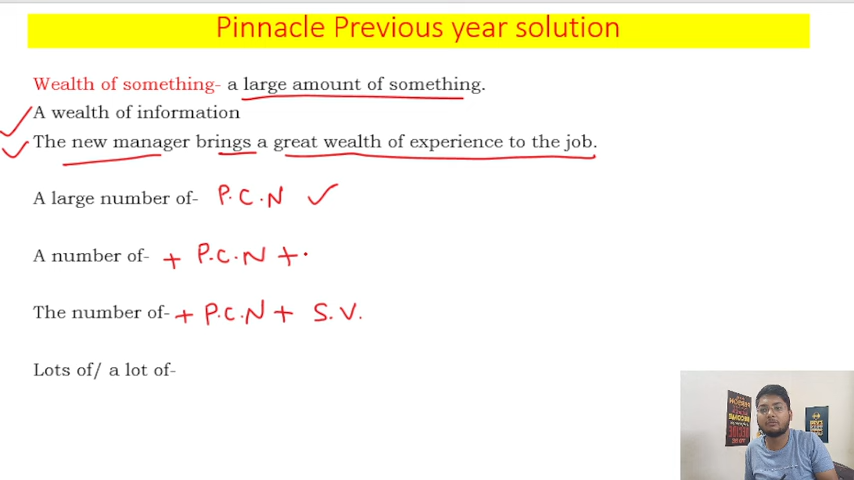 Pinnacle Previous year solution
Wealth of something- a large amount of something.
A wealth of information
The new manager brings a great wealth of experience to the job.
A large number of- P.C.N
A number of- + P.C.N +
The number of- + P.C.N + S.V.
Lots of/ a lot of-